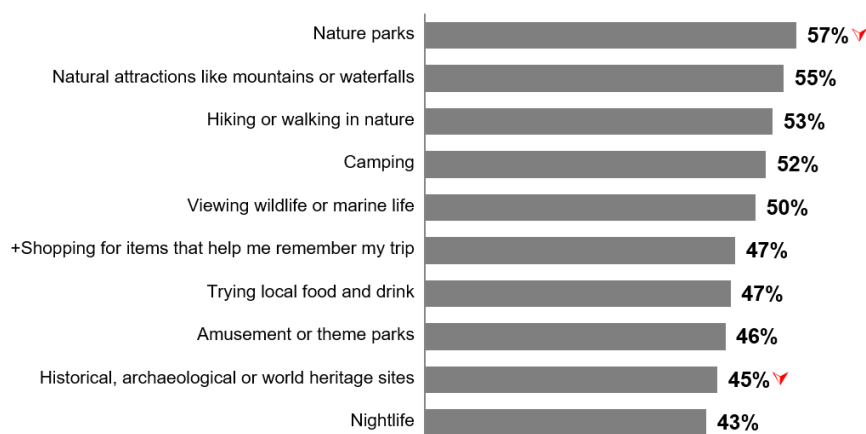 Nature parks 57%
Natural attractions like mountains or waterfalls 55%
Hiking or walking in nature 53%
Camping 52%
Viewing wildlife or marine life 50%
+Shopping for items that help me remember my trip 47%
Trying local food and drink 47%
Amusement or theme parks 46%
Historical, archaeological or world heritage sites 45%
Nightlife 43%